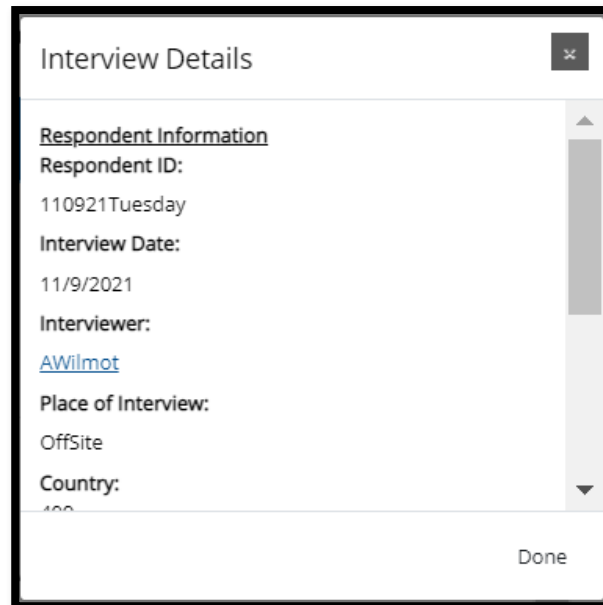 Interview Details
Respondent Information
Respondent ID:
110921Tuesday
Interview Date:
11/9/2021
Interviewer:
AWilmot
Place of Interview:
OffSite
Country:
Done